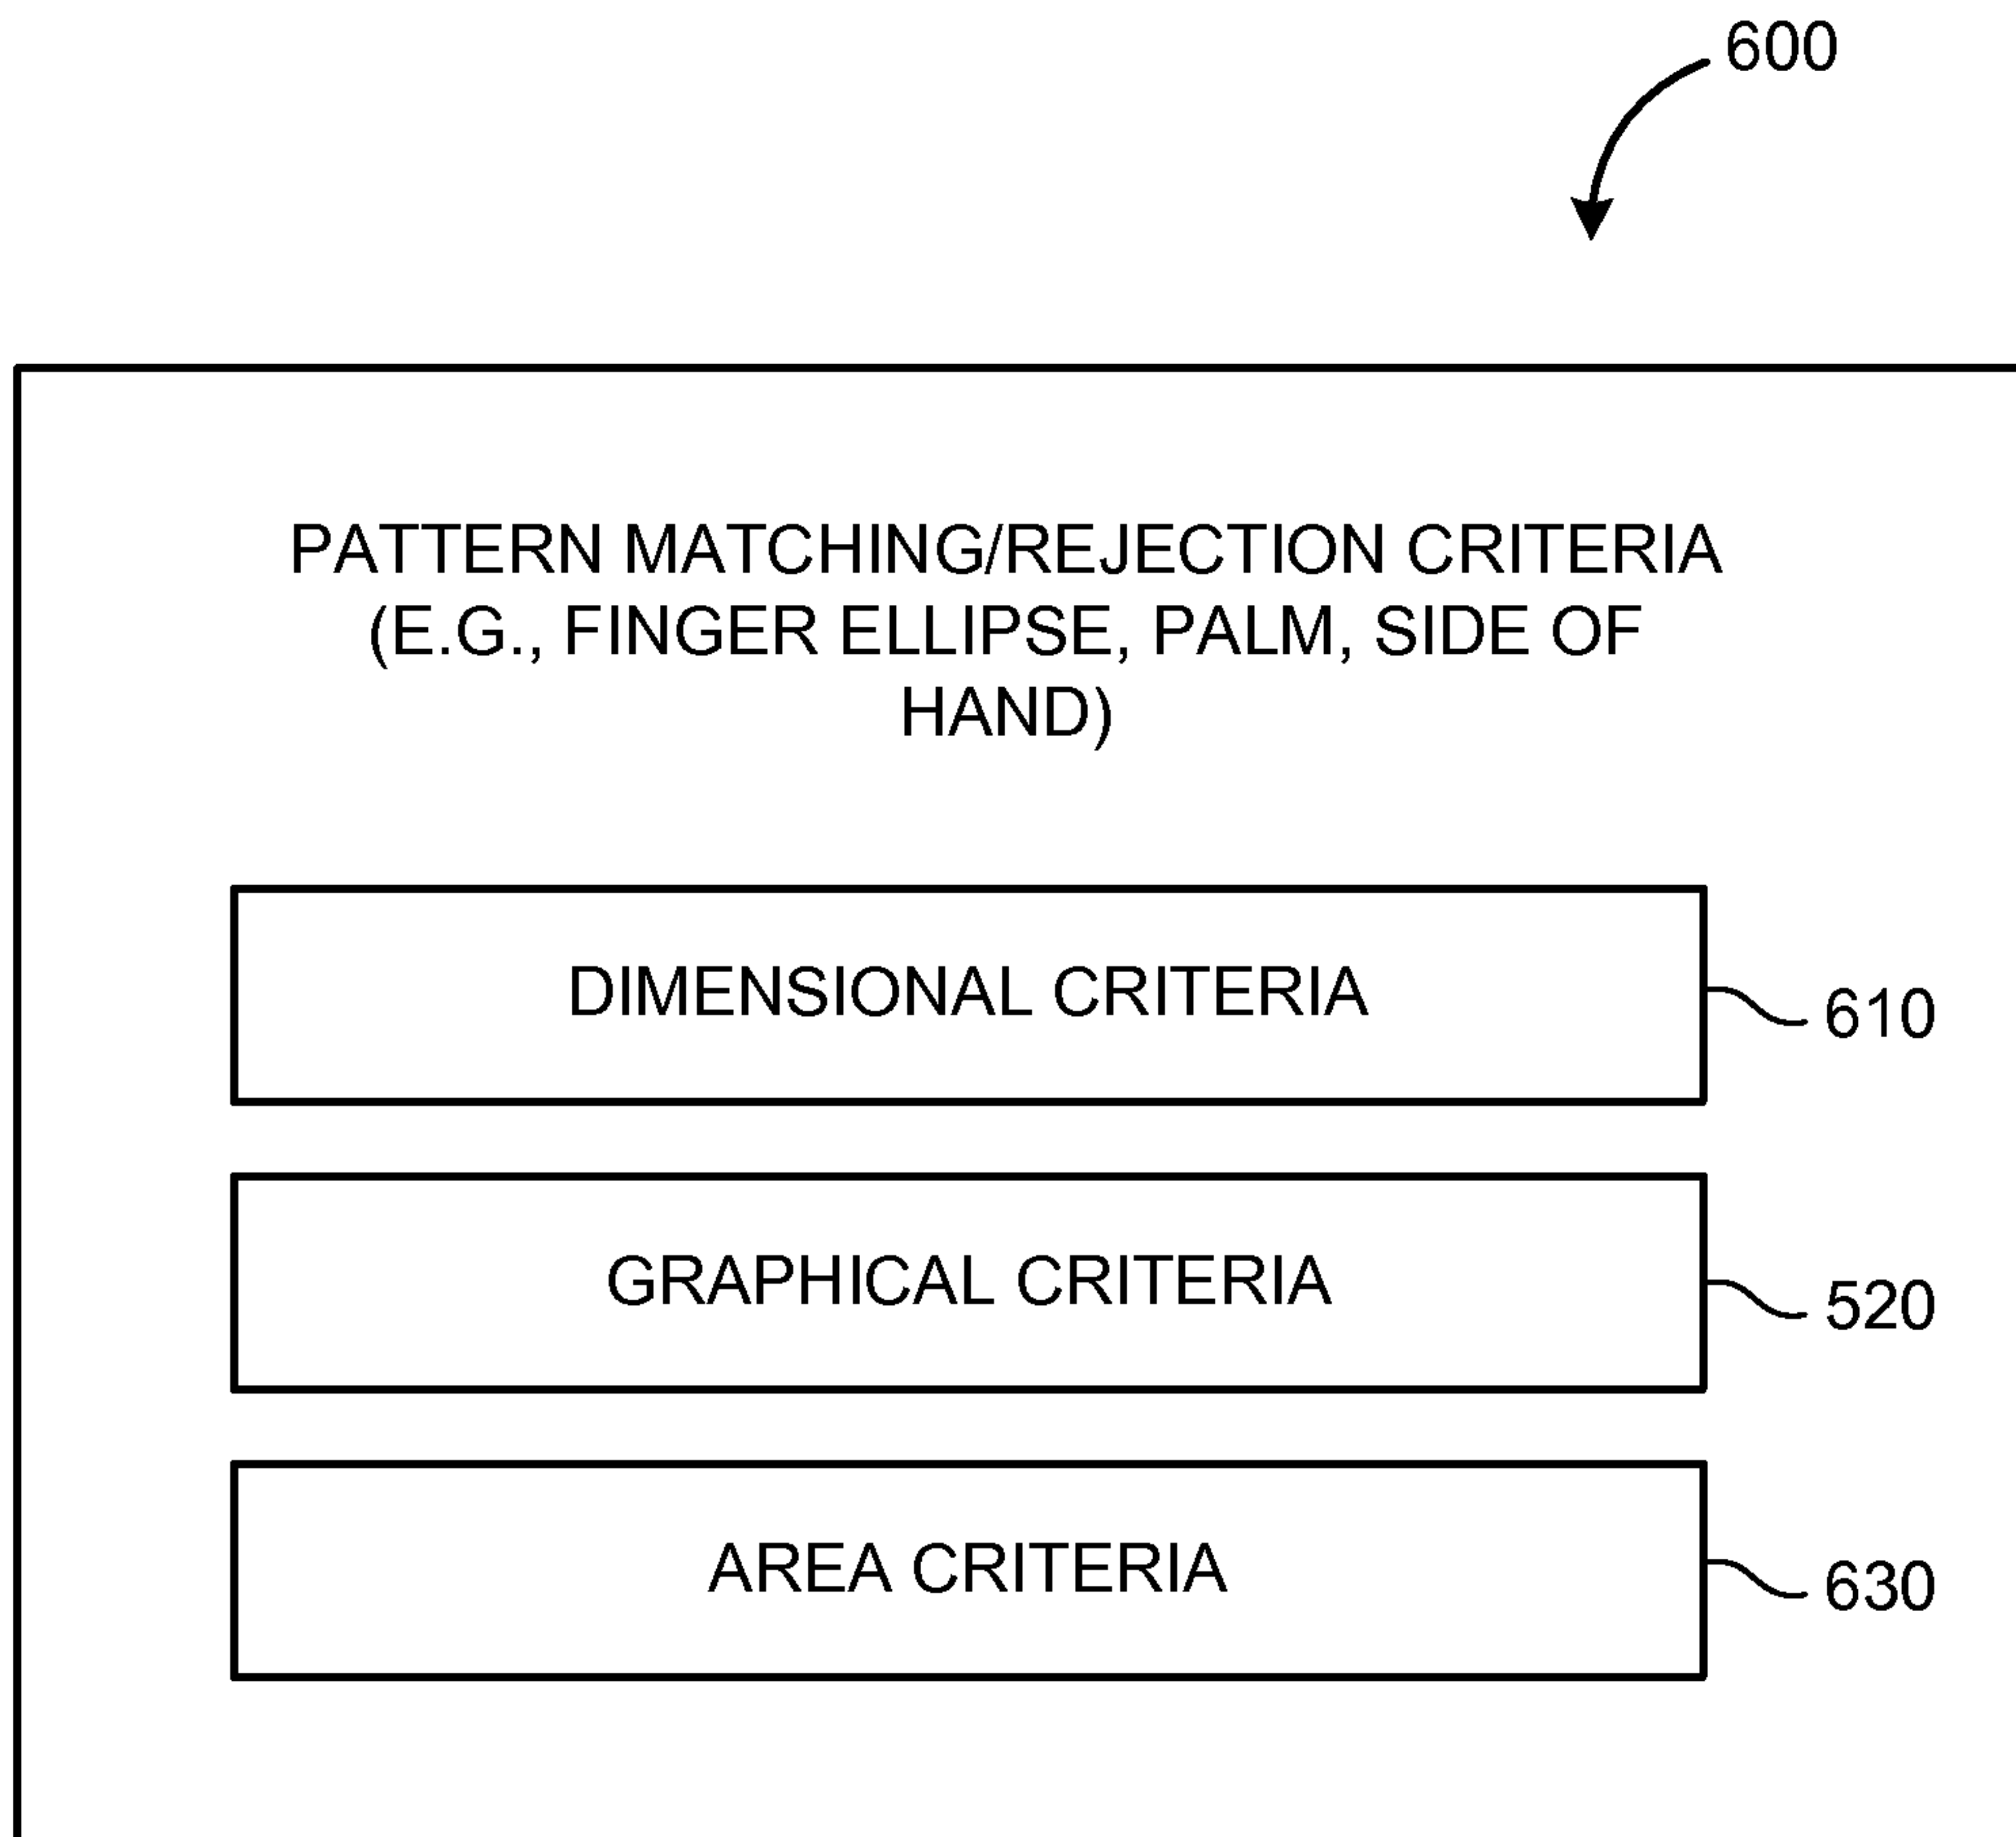 600
PATTERN MATCHING/REJECTION CRITERIA
(E.G., FINGER ELLIPSE, PALM, SIDE OF
HAND)
DIMENSIONAL CRITERIA
610
GRAPHICAL CRITERIA
520
AREA CRITERIA
630